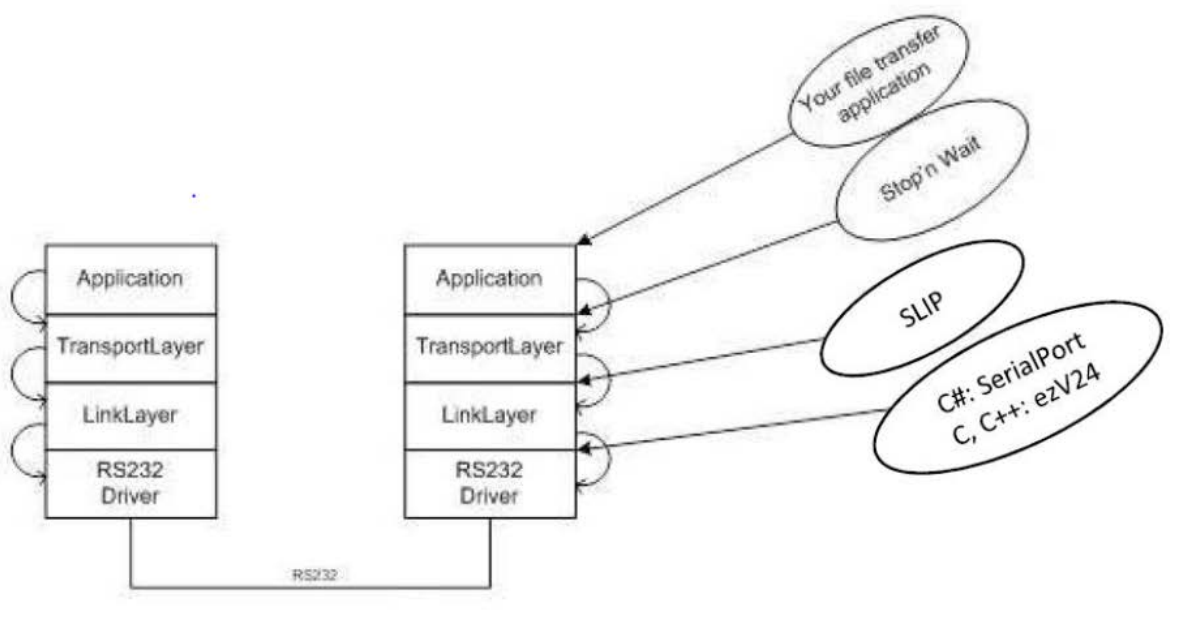 Your file transfer
application
Stop'n Wait
SLIP
C#: SerialPort
C, C++: ezV24
Application
TransportLayer
LinkLayer
RS232
Driver
Application
TransportLayer
LinkLayer
RS232
Driver
RS232